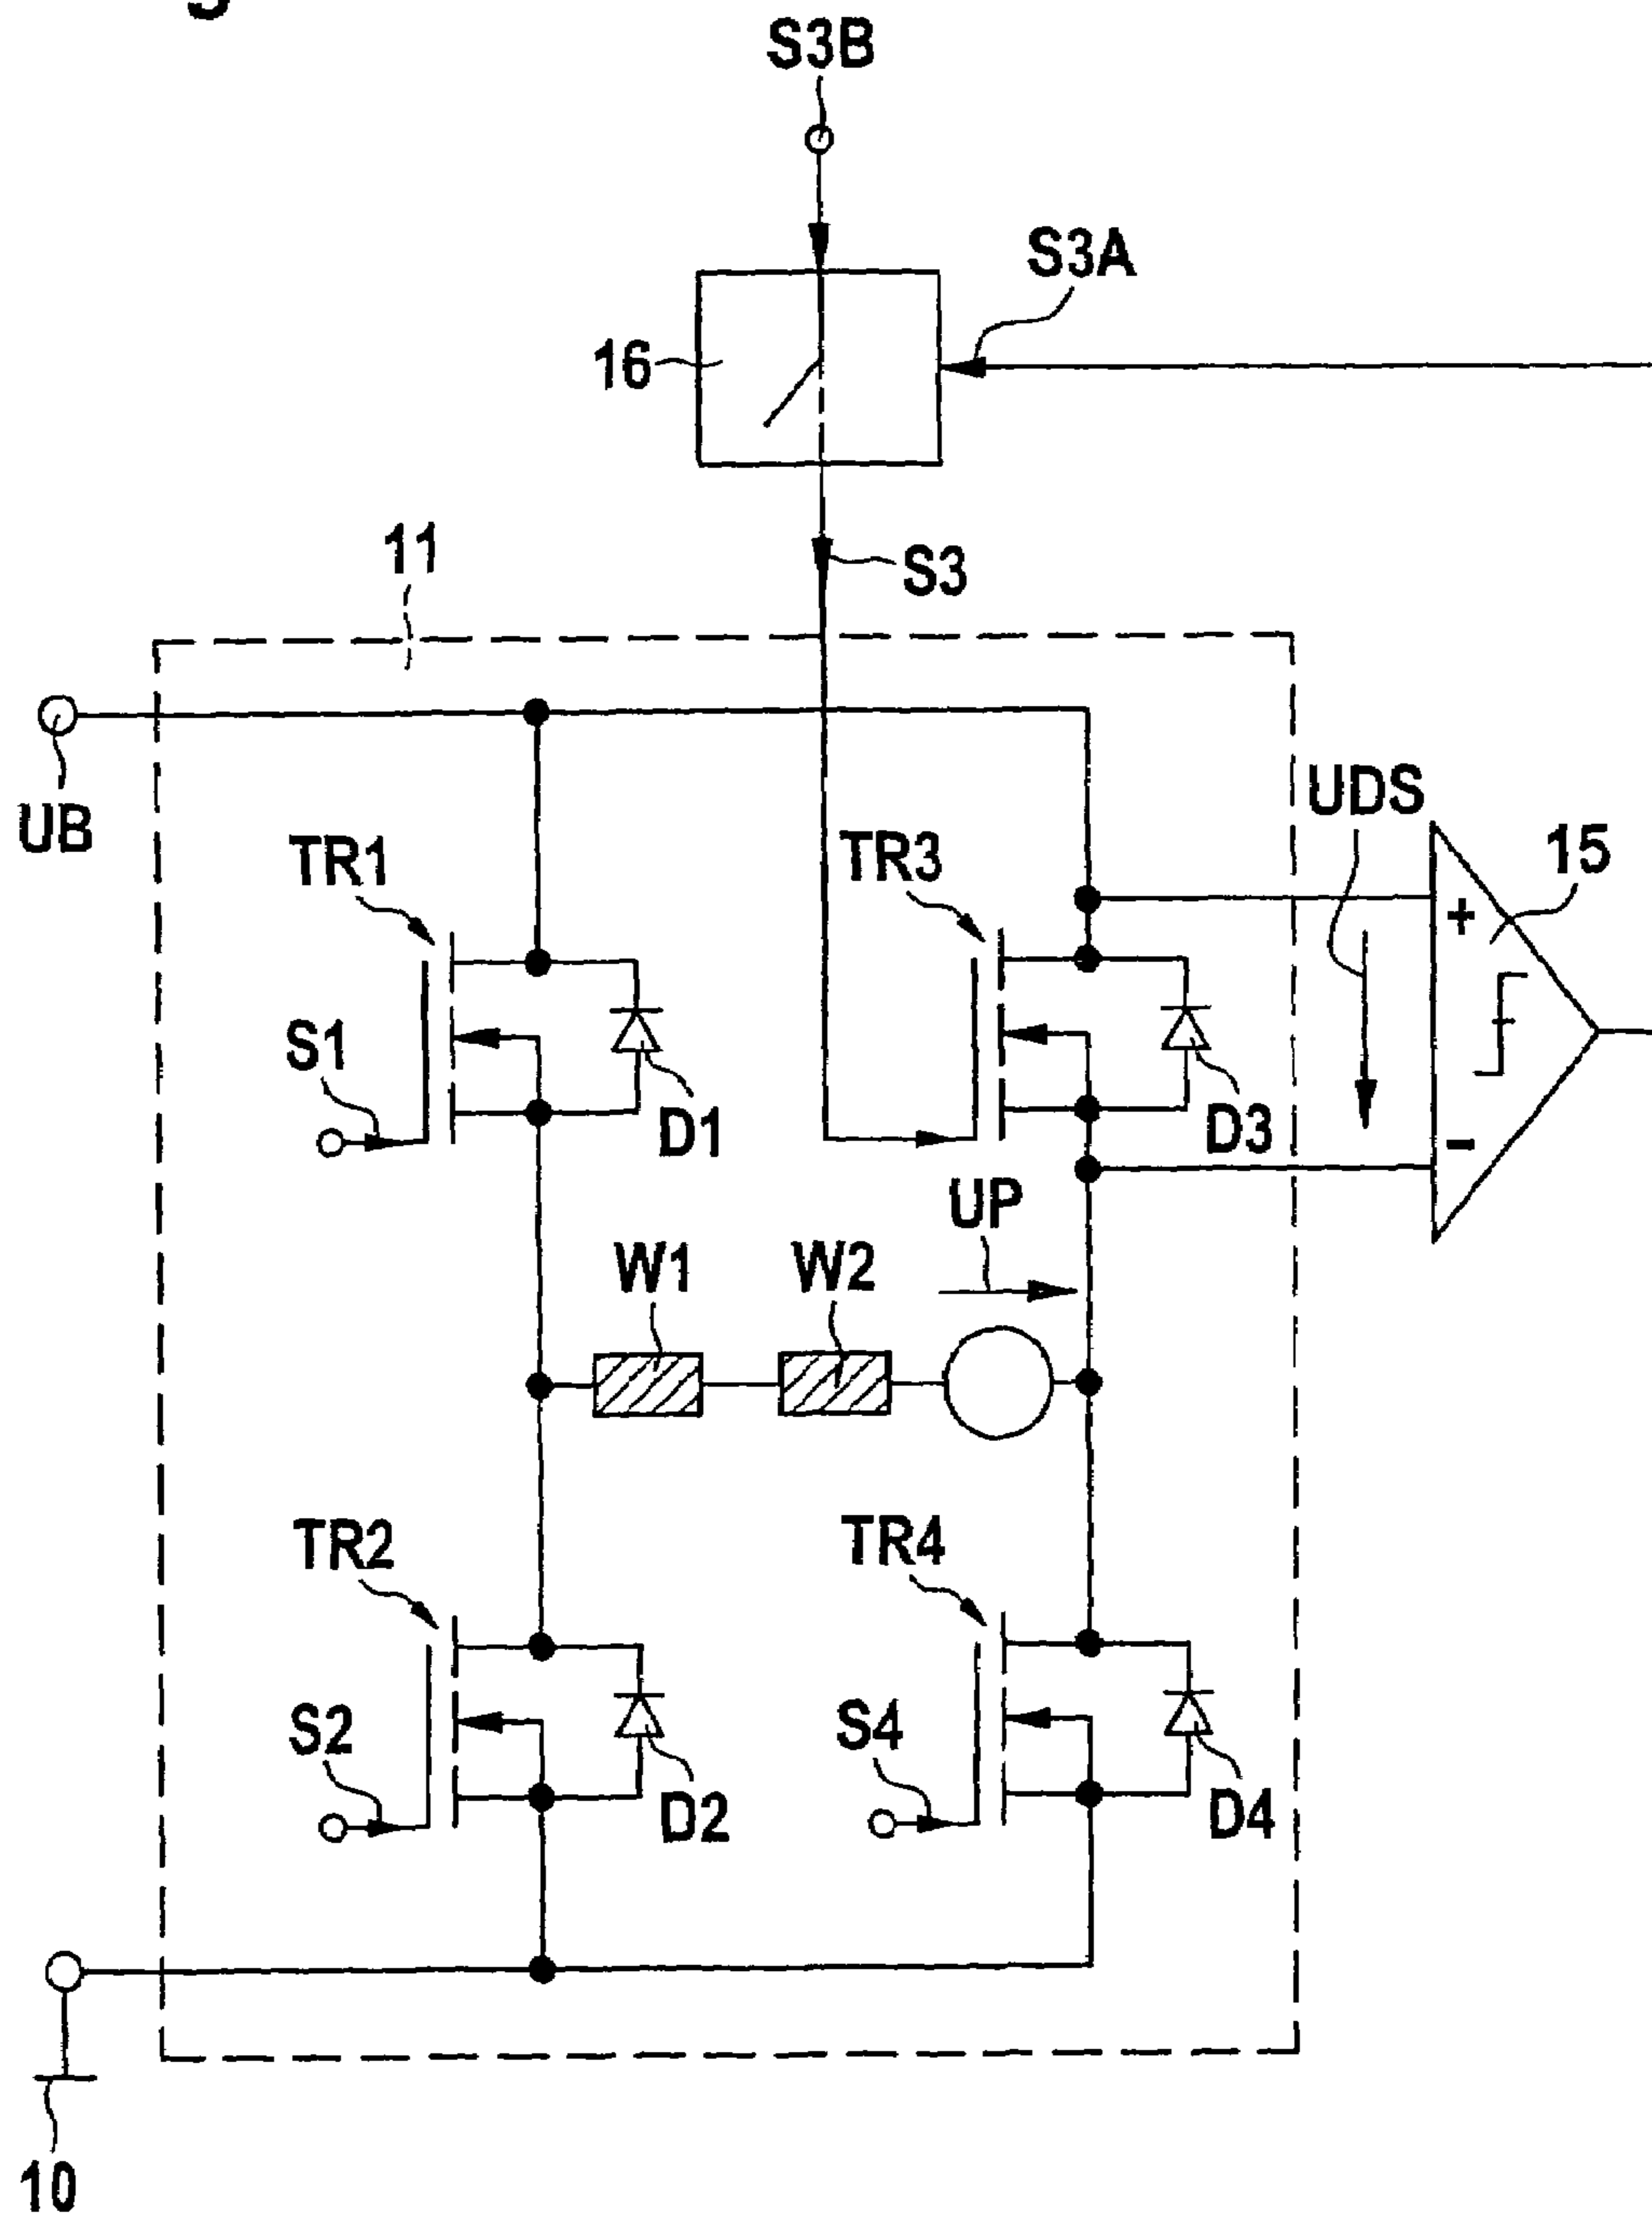 S3B
S3A
16
11
S3
UB
UDS
15
TR1
TR3
+
S1
D1
D3
-
UP
W1
W2
TR2
TR4
S2
S4
D2
D4
10